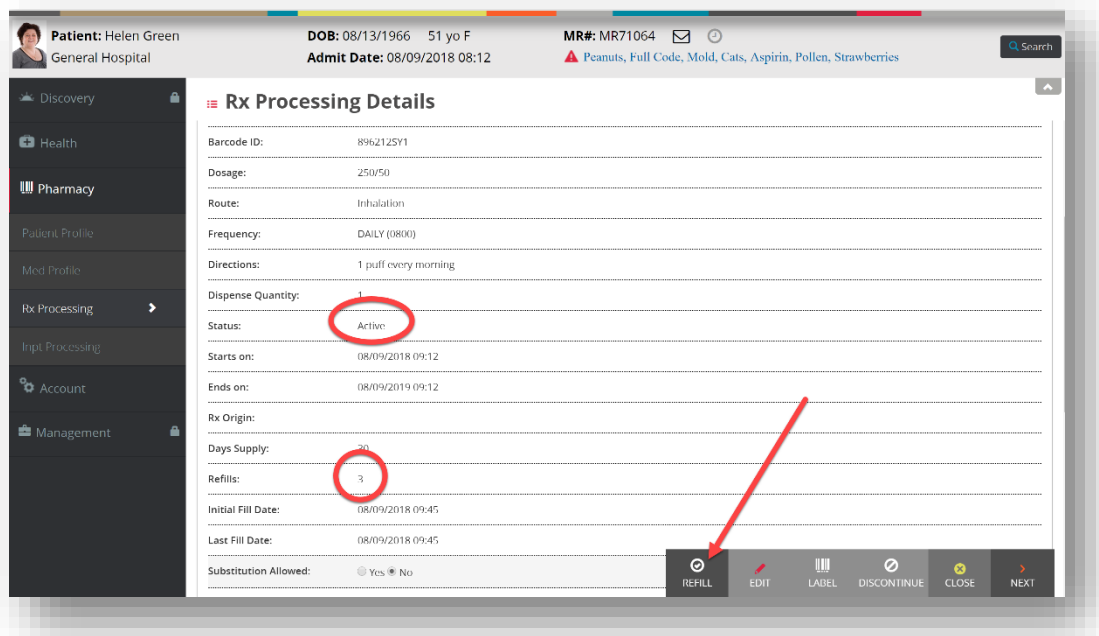 Patient: Helen Green DOB: 08/13/1966 51 yo F MR#: MR71064
General Hospital Admit Date: 08/09/2018 08:12 Peanuts, Full Code, Mold, Cats, Aspirin, Pollen, Strawberries
Search
Discovery
Health
Pharmacy
Patient Profile
Med Profile
Rx Processing
Inpt Processing
Account
Management
Rx Processing Details
Barcode ID: 896212SY1
Dosage: 250/50
Route: Inhalation
Frequency: DAILY (0800)
Directions: 1 puff every morning
Dispense Quantity: 1
Status: Active
Starts on: 08/09/2018 09:12
Ends on: 08/09/2019 09:12
Rx Origin:
Days Supply: 30
Refills: 3
Initial Fill Date: 08/09/2018 09:45
Last Fill Date: 08/09/2018 09:45
Substitution Allowed: Yes No
REFILL EDIT LABEL DISCONTINUE CLOSE NEXT